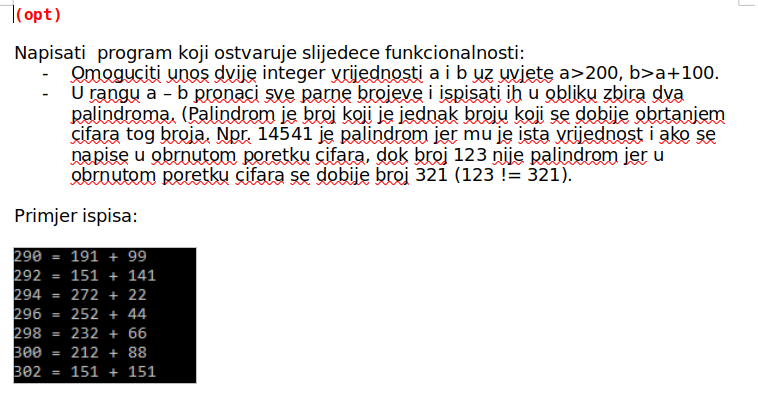 (opt)
Napisati  program koji ostvaruje slijedece funkcionalnosti:
- Omoguciti unos dvije integer vrijednosti a i b uz uvjete a>200, b>a+100.
- U rangu a – b pronaci sve parne brojeve i ispisati ih u obliku zbira dva
palindroma. (Palindrom je broj koji je jednak broju koji se dobije obrtanjem
cifara tog broja. Npr. 14541 je palindrom jer mu je ista vrijednost i ako se
napise u obrnutom poretku cifara, dok broj 123 nije palindrom jer u
obrnutom poretku cifara se dobije broj 321 (123 != 321).
Primjer ispisa:
290 = 191 + 99
292 = 151 + 141
294 = 272 + 22
296 = 252 + 44
298 = 232 + 66
300 = 212 + 88
302 = 151 + 151